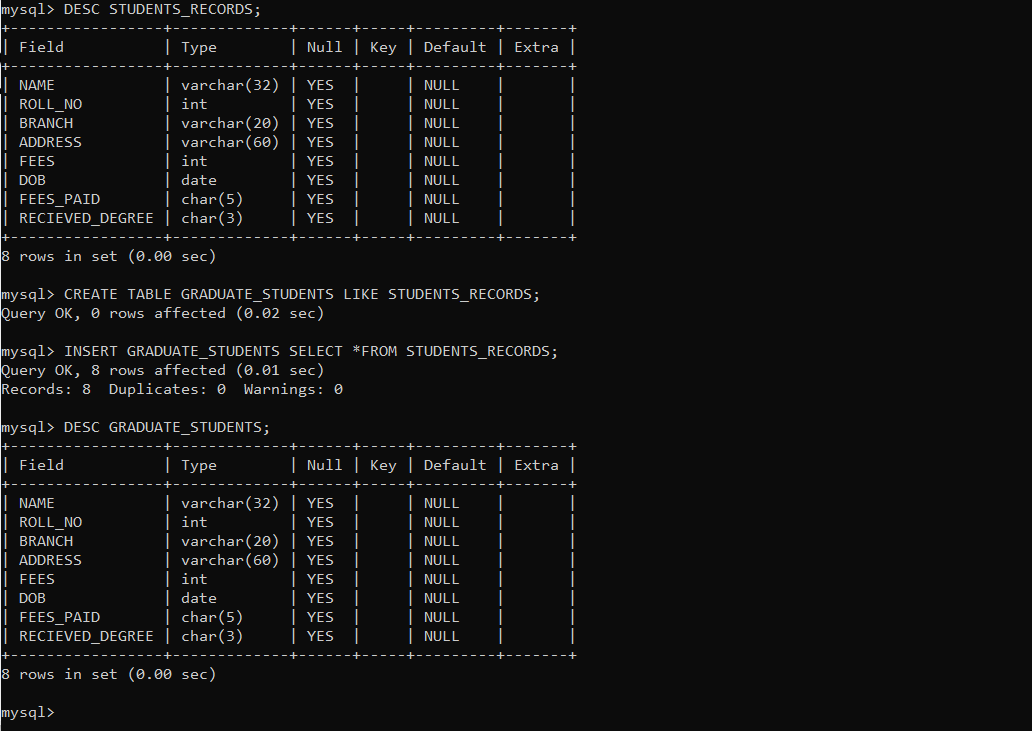 mysql> DESC STUDENTS_RECORDS;
+-----------------+-------------+------+-----+---------+-------+
| Field           | Type        | Null | Key | Default | Extra |
+-----------------+-------------+------+-----+---------+-------+
| NAME            | varchar(32) | YES  |     | NULL    |       |
| ROLL_NO         | int         | YES  |     | NULL    |       |
| BRANCH          | varchar(20) | YES  |     | NULL    |       |
| ADDRESS         | varchar(60) | YES  |     | NULL    |       |
| FEES            | int         | YES  |     | NULL    |       |
| DOB             | date        | YES  |     | NULL    |       |
| FEES_PAID       | char(5)     | YES  |     | NULL    |       |
| RECIEVED_DEGREE | char(3)     | YES  |     | NULL    |       |
+-----------------+-------------+------+-----+---------+-------+
8 rows in set (0.00 sec)

mysql> CREATE TABLE GRADUATE_STUDENTS LIKE STUDENTS_RECORDS;
Query OK, 0 rows affected (0.02 sec)

mysql> INSERT GRADUATE_STUDENTS SELECT *FROM STUDENTS_RECORDS;
Query OK, 8 rows affected (0.01 sec)
Records: 8  Duplicates: 0  Warnings: 0

mysql> DESC GRADUATE_STUDENTS;
+-----------------+-------------+------+-----+---------+-------+
| Field           | Type        | Null | Key | Default | Extra |
+-----------------+-------------+------+-----+---------+-------+
| NAME            | varchar(32) | YES  |     | NULL    |       |
| ROLL_NO         | int         | YES  |     | NULL    |       |
| BRANCH          | varchar(20) | YES  |     | NULL    |       |
| ADDRESS         | varchar(60) | YES  |     | NULL    |       |
| FEES            | int         | YES  |     | NULL    |       |
| DOB             | date        | YES  |     | NULL    |       |
| FEES_PAID       | char(5)     | YES  |     | NULL    |       |
| RECIEVED_DEGREE | char(3)     | YES  |     | NULL    |       |
+-----------------+-------------+------+-----+---------+-------+
8 rows in set (0.00 sec)

mysql>